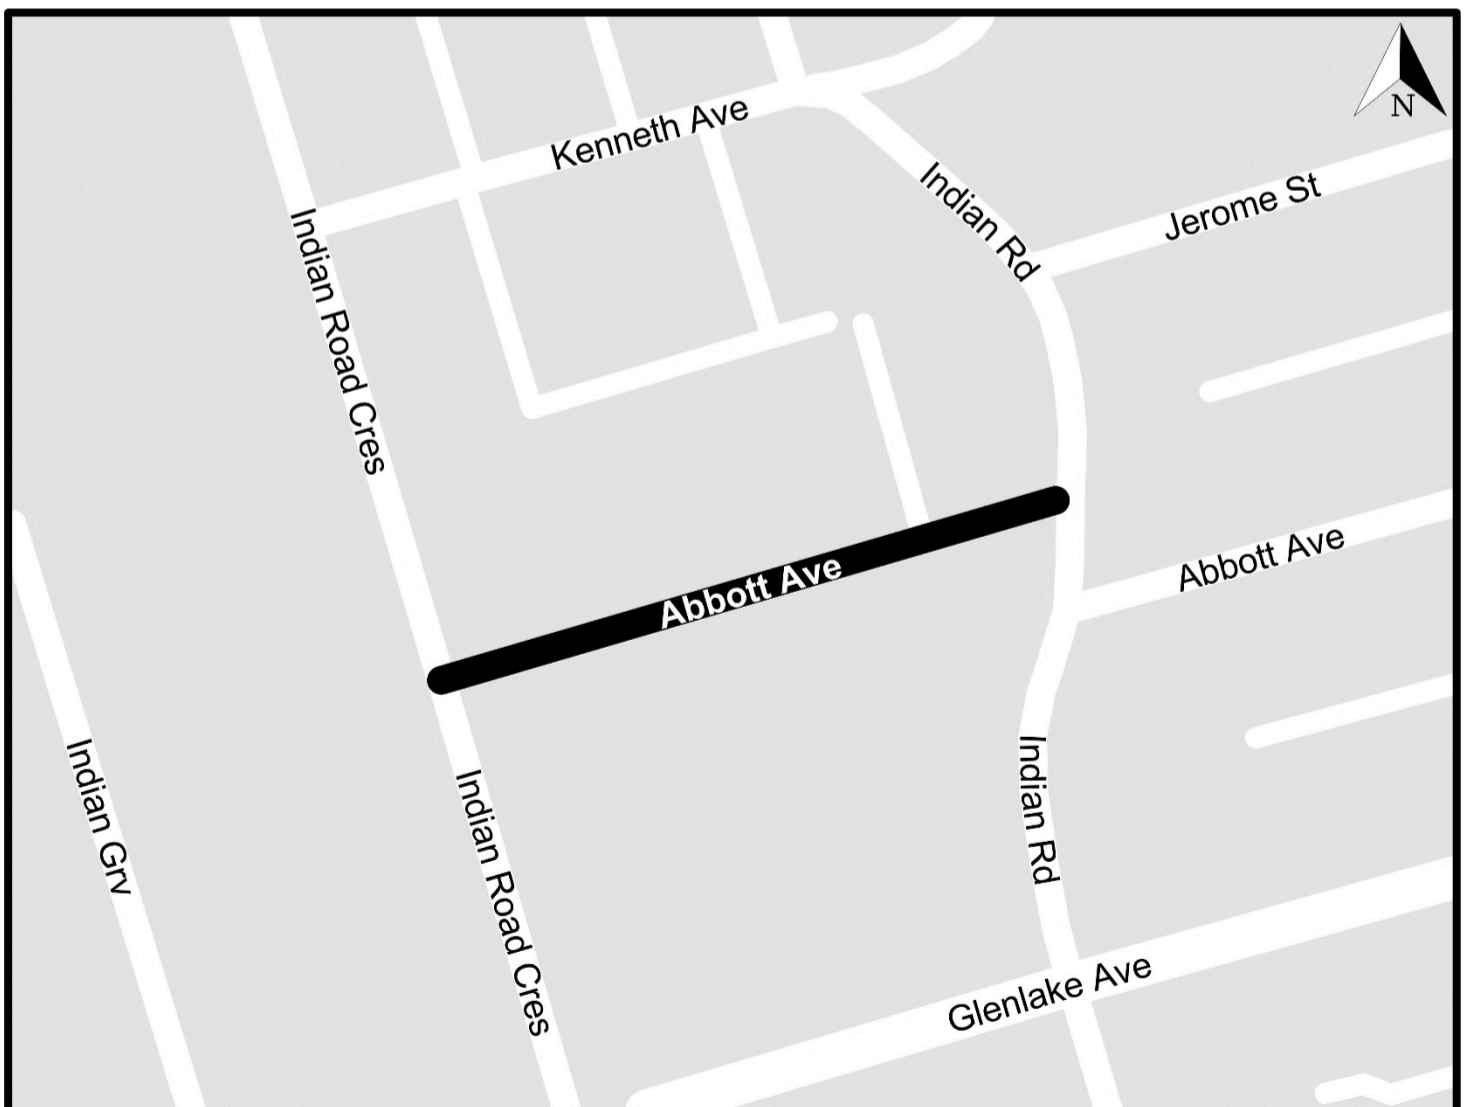 N
Kenneth Ave
Indian Rd
Jerome St
Indian Road Cres
Abbott Ave
Abbott Ave
Indian Grv
Indian Road Cres
Indian Rd
Glenlake Ave